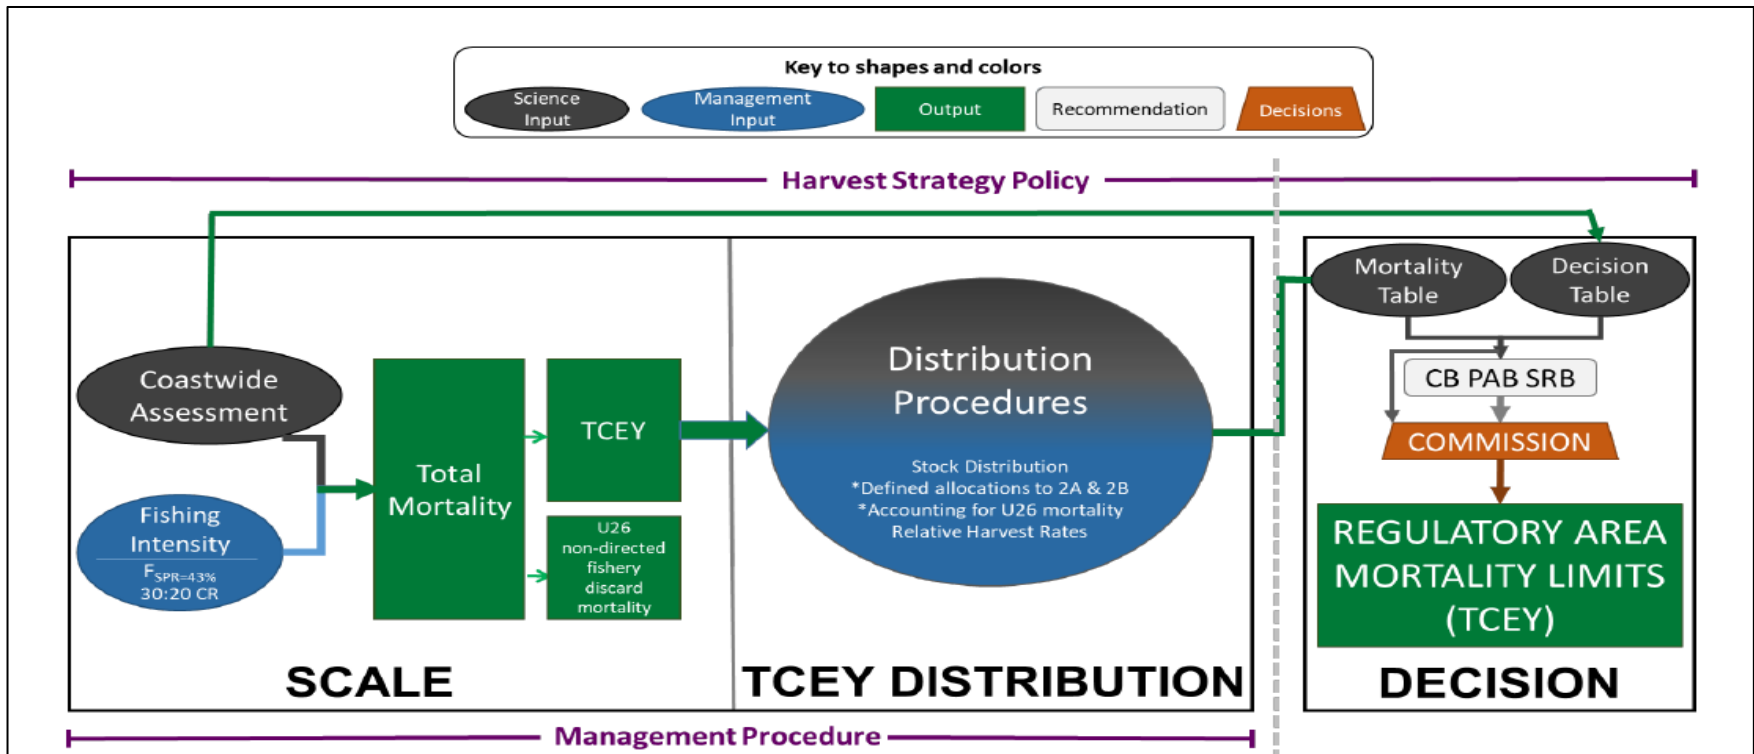 Key to shapes and colors
Science
Input
Management
Input
Output
Recommendation
Decisions
Harvest Strategy Policy
Coastwide
Assessment
Fishing
Intensity
FSPR=43%
30:20 CR
Total
Mortality
TCEY
U26
non-directed
fishery
discard
mortality
SCALE
Distribution
Procedures
Stock Distribution
*Defined allocations to 2A & 2B
*Accounting for U26 mortality
Relative Harvest Rates
TCEY DISTRIBUTION
Mortality
Table
Decision
Table
CB PAB SRB
COMMISSION
REGULATORY AREA
MORTALITY LIMITS
(TCEY)
DECISION
Management Procedure